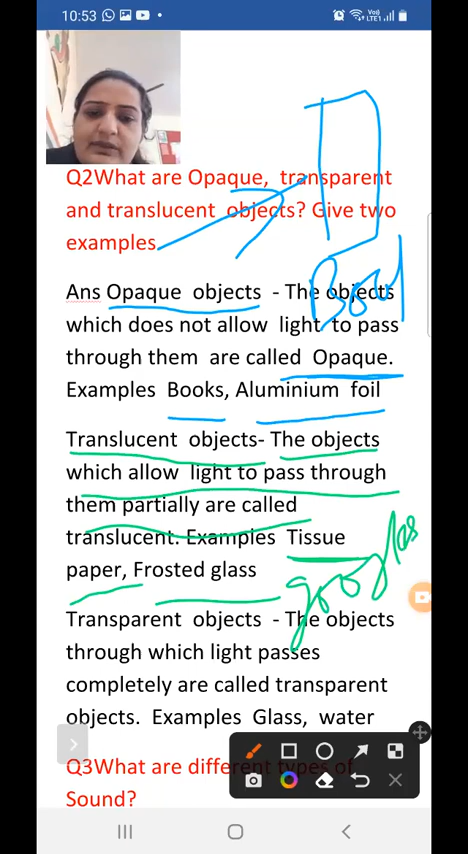 10:53
Vo)
LTE1
Q2What are Opaque, transparent
and translucent objects? Give two
examples.
Ans Opaque objects - The objects
which does not allow light to pass
through them are called Opaque.
Examples Books, Aluminium foil
Translucent objects- The objects
which allow light to pass through
them partially are called
translucent. Examples Tissue
paper, Frosted glass
Transparent objects - The objects
through which light passes
completely are called transparent
objects. Examples Glass, water
Q3What are different types of
Sound?